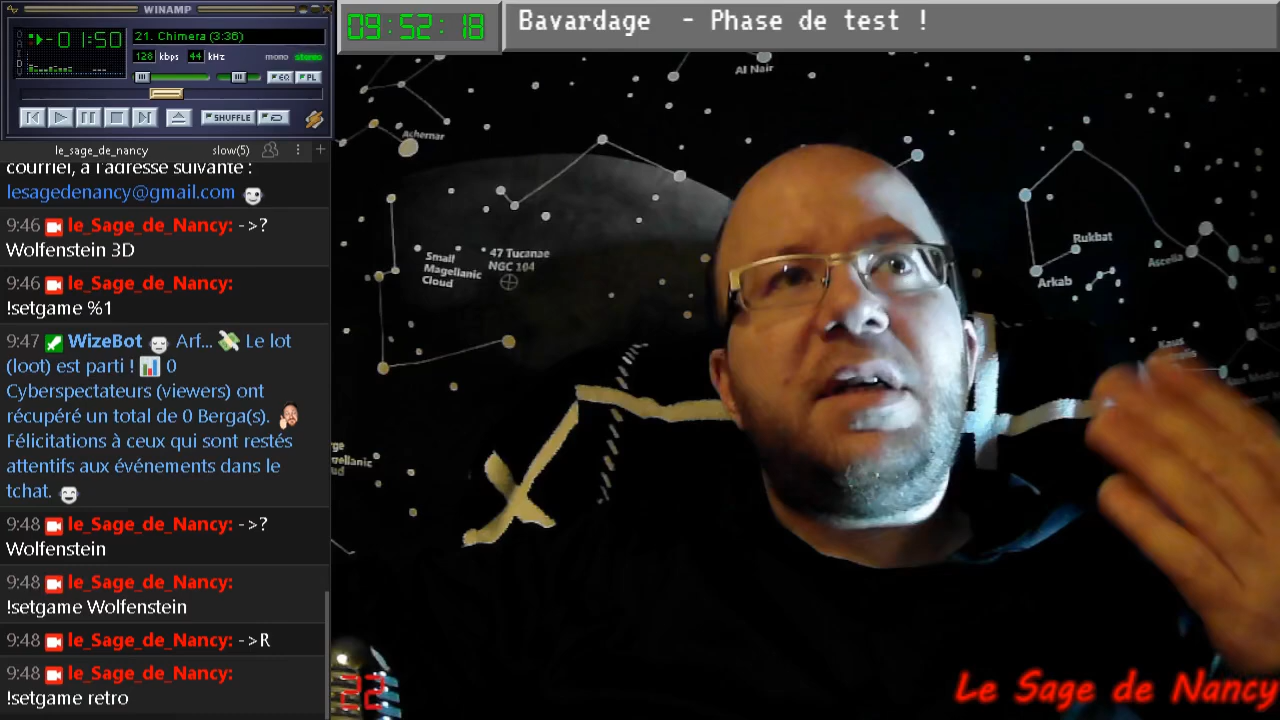 WINAMP
1:50
21. Chimera (3:36)
128 kbps 44 kHz mono stereo
EQ PL
SHUFFLE
le_sage_de_nancy slow(5)
courriel, à l'adresse suivante :
lesagedenancy@gmail.com
9:46 le_Sage_de_Nancy: ->?
Wolfenstein 3D
9:46 le_Sage_de_Nancy:
!setgame %1
9:47 WizeBot Arf... Le lot
(loot) est parti ! 0
Cyberspectateurs (viewers) ont
récupéré un total de 0 Berga(s).
Félicitations à ceux qui sont restés
attentifs aux événements dans le
tchat.
9:48 le_Sage_de_Nancy: ->?
Wolfenstein
9:48 le_Sage_de_Nancy:
!setgame Wolfenstein
9:48 le_Sage_de_Nancy: ->R
9:48 le_Sage_de_Nancy:
!setgame retro
09:52:18
Bavardage - Phase de test !
Al Nair
Achernar
Small
Magellanic
Cloud
47 Tucanae
NGC 104
Rukbat
Arkab
Ascella
Kaus
22
Le Sage de Nancy